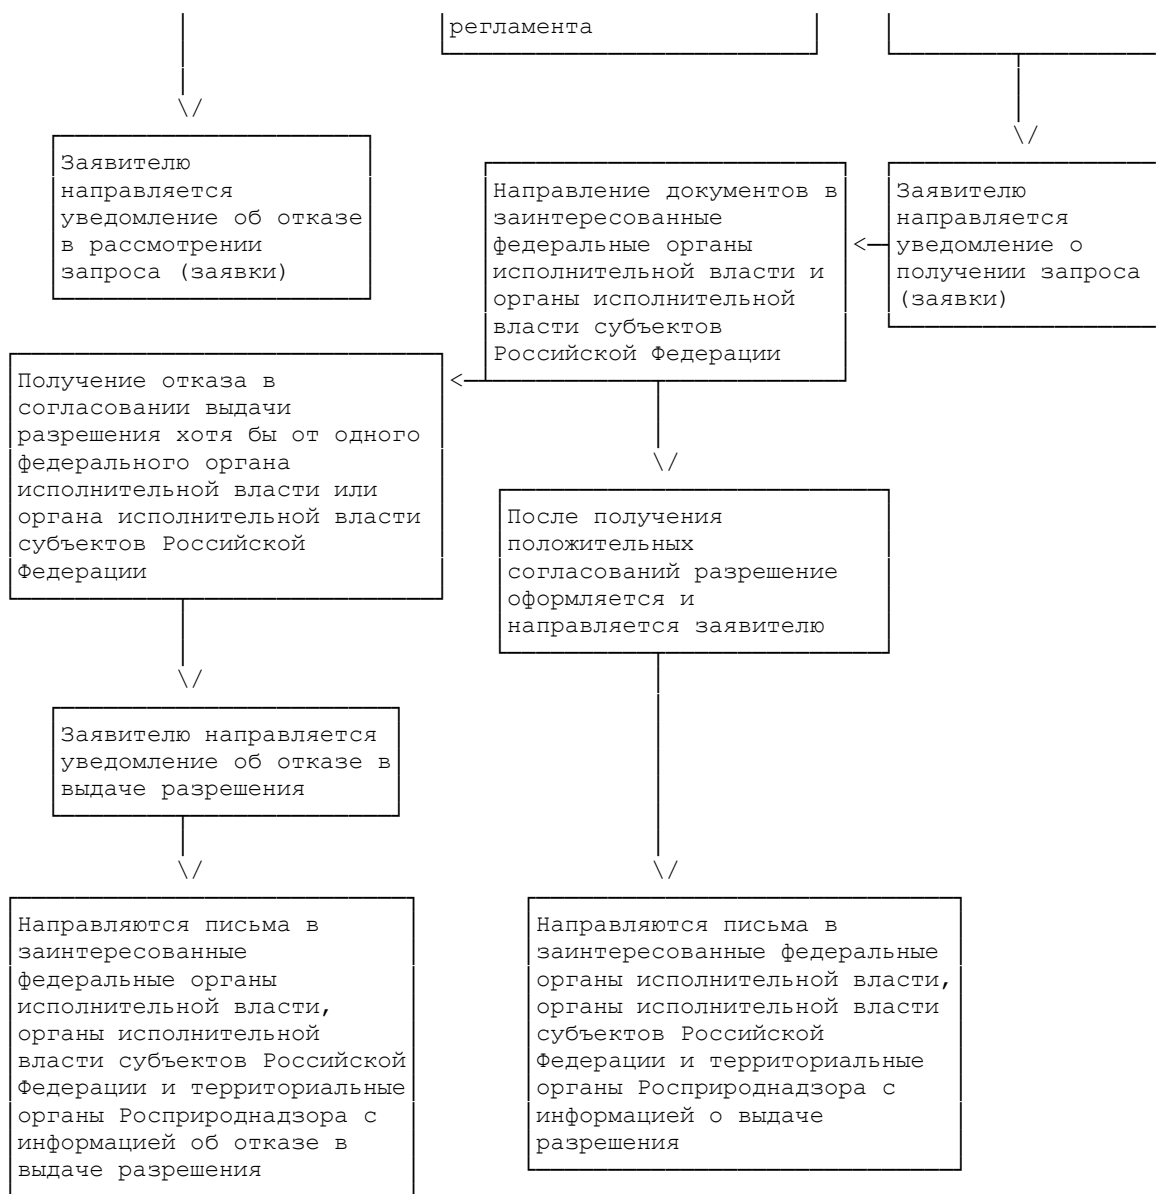 регламента
Заявителю
направляется
уведомление об отказе
в рассмотрении
запроса (заявки)
Направление документов в
заинтересованные
федеральные органы
исполнительной власти и
органы исполнительной
власти субъектов
Российской Федерации
Заявителю
направляется
уведомление о
получении запроса
(заявки)
Получение отказа в
согласовании выдачи
разрешения хотя бы от одного
федерального органа
исполнительной власти или
органа исполнительной власти
субъектов Российской
Федерации
После получения
положительных
согласований разрешение
оформляется и
направляется заявителю
Заявителю направляется
уведомление об отказе в
выдаче разрешения
Направляются письма в
заинтересованные
федеральные органы
исполнительной власти,
органы исполнительной
власти субъектов Российской
Федерации и территориальные
органы Росприроднадзора с
информацией об отказе в
выдаче разрешения
Направляются письма в
заинтересованные федеральные
органы исполнительной власти,
органы исполнительной власти
субъектов Российской
Федерации и территориальные
органы Росприроднадзора с
информацией о выдаче
разрешения